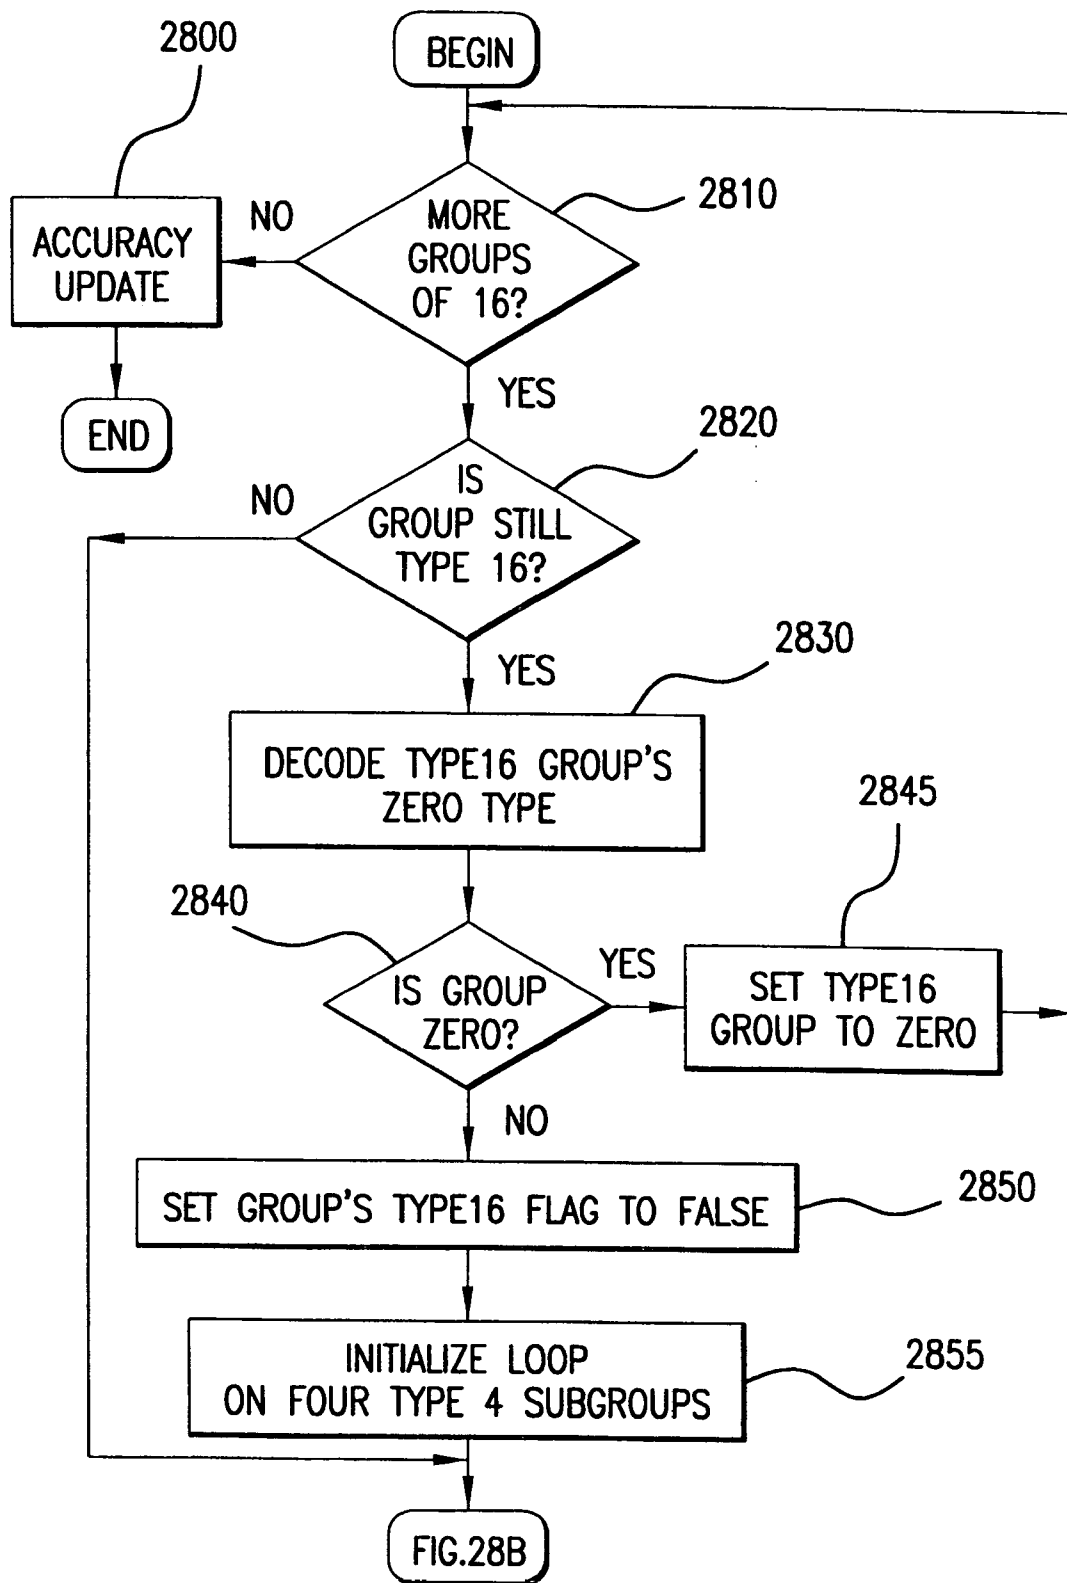 2800
BEGIN
2810
MORE
GROUPS
OF 16?
NO
ACCURACY
UPDATE
YES
END
2820
IS
GROUP STILL
TYPE 16?
NO
YES
2830
DECODE TYPE16 GROUP'S
ZERO TYPE
2845
2840
IS GROUP
ZERO?
YES
SET TYPE16
GROUP TO ZERO
NO
2850
SET GROUP'S TYPE16 FLAG TO FALSE
2855
INITIALIZE LOOP
ON FOUR TYPE 4 SUBGROUPS
FIG.28B